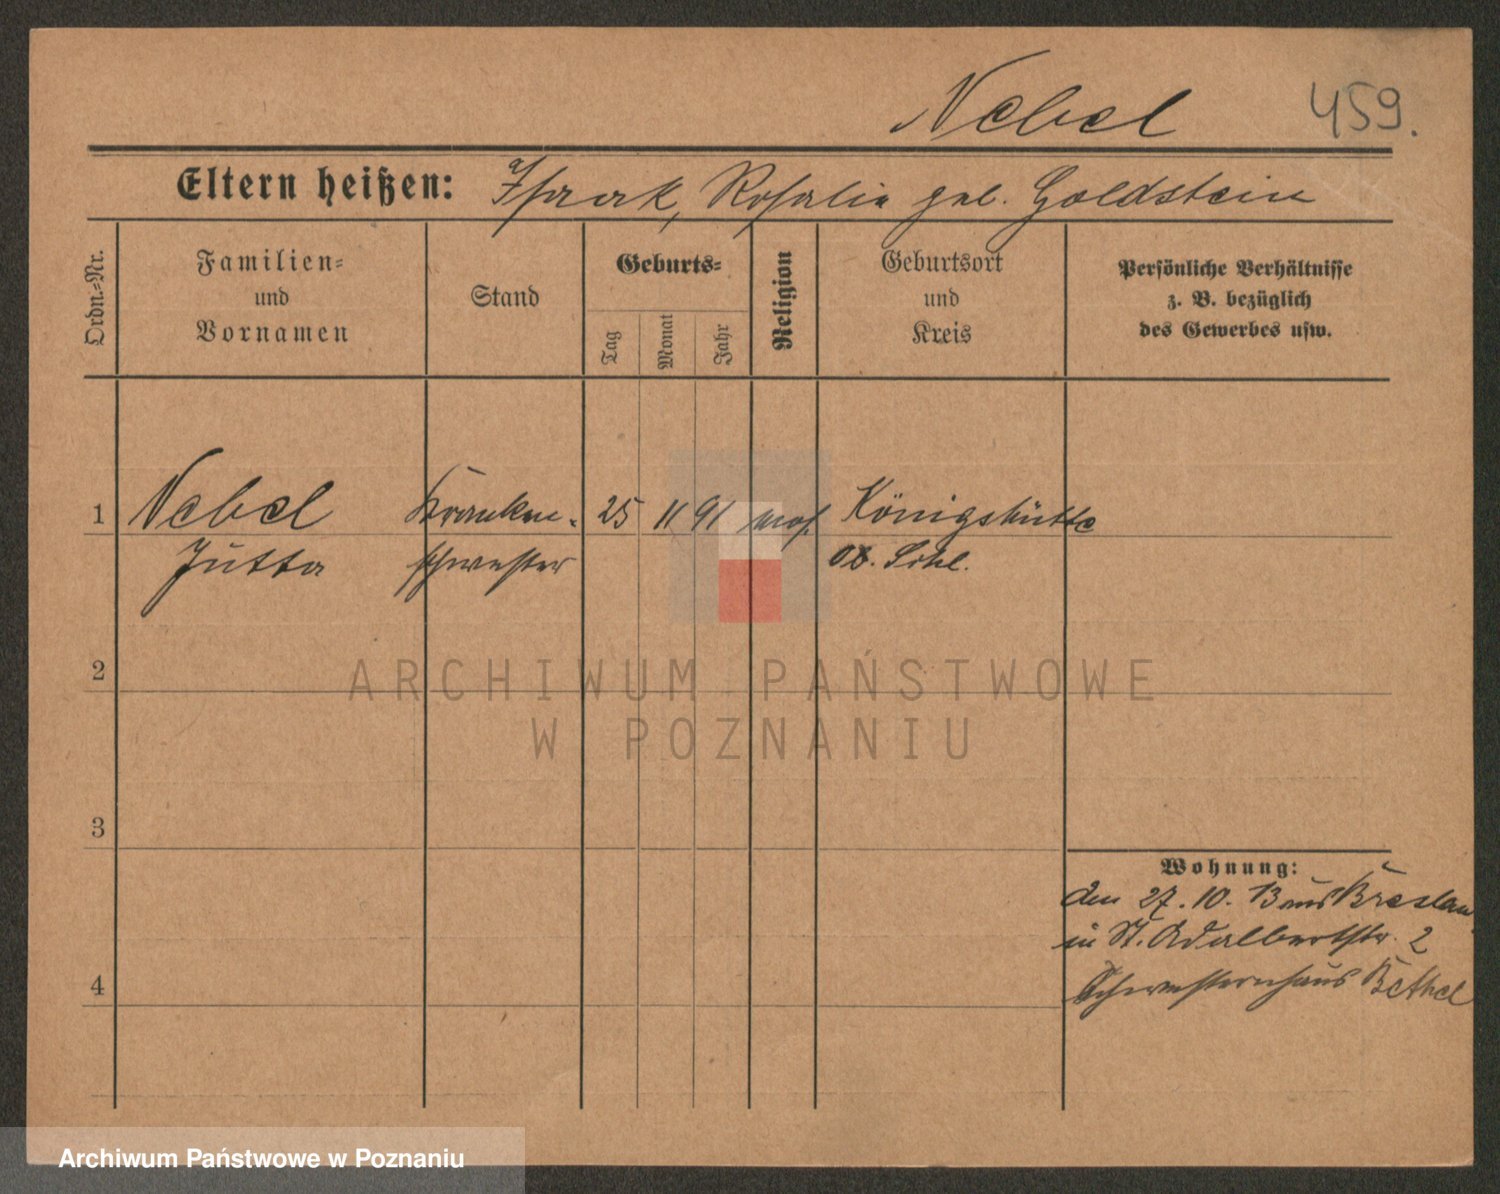 Nebel 459.
Eltern heißen: Isaak, Rosalie geb. Goldstein
Ordn.-Nr.
Familien-
und
Vornamen
Stand
Geburts-
Tag
Monat
Jahr
Religion
Geburtsort
und
Kreis
Persönliche Verhältnisse
z. B. bezüglich
des Gewerbes usw.
1 Nebel Kranken- 25 11 91 mos. Königshütte
Jutta schwester O/S. Schl.
2
ARCHIWUM PAŃSTWOWE
W POZNANIU
3
Wohnung:
den 27.10.13 aus Breslau
in St. Adalbertstr. 2
4
Schwesternhaus Bethel
Archiwum Państwowe w Poznaniu